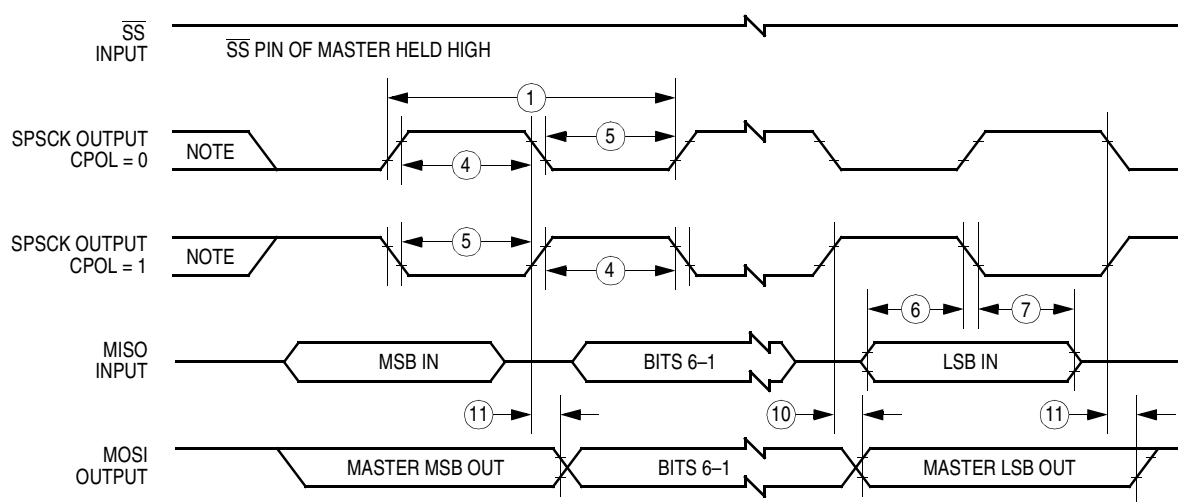 SS
INPUT
SS PIN OF MASTER HELD HIGH
1
SPSCK OUTPUT
CPOL = 0
NOTE
5
4
SPSCK OUTPUT
CPOL = 1
NOTE
5
4
6
7
MISO
INPUT
MSB IN
BITS 6–1
LSB IN
11
10
11
MOSI
OUTPUT
MASTER MSB OUT
BITS 6–1
MASTER LSB OUT